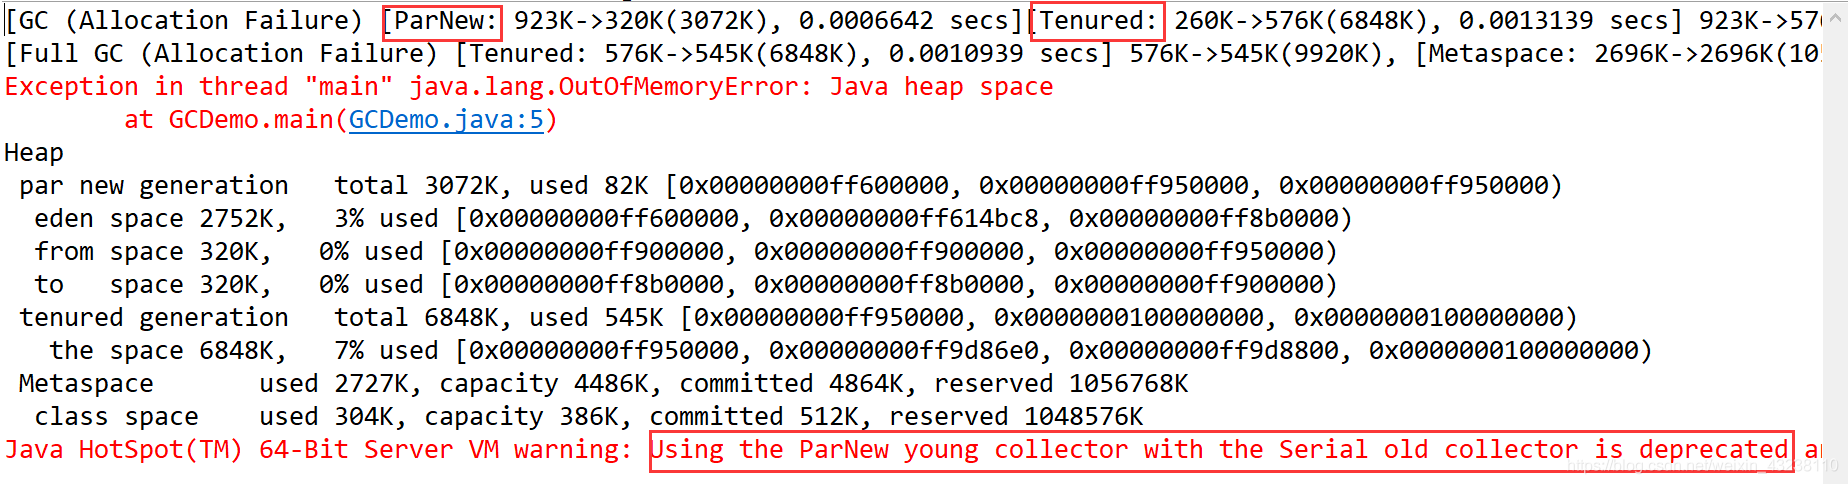 [GC (Allocation Failure) [ParNew: 923K->320K(3072K), 0.0006642 secs][Tenured: 260K->576K(6848K), 0.0013139 secs] 923K->576
[Full GC (Allocation Failure) [Tenured: 576K->545K(6848K), 0.0010939 secs] 576K->545K(9920K), [Metaspace: 2696K->2696K(10
Exception in thread "main" java.lang.OutOfMemoryError: Java heap space
at GCDemo.main(GCDemo.java:5)
Heap
par new generation   total 3072K, used 82K [0x00000000ff600000, 0x00000000ff950000, 0x00000000ff950000)
eden space 2752K,   3% used [0x00000000ff600000, 0x00000000ff614bc8, 0x00000000ff8b0000)
from space 320K,   0% used [0x00000000ff900000, 0x00000000ff900000, 0x00000000ff950000)
to   space 320K,   0% used [0x00000000ff8b0000, 0x00000000ff8b0000, 0x00000000ff900000)
tenured generation   total 6848K, used 545K [0x00000000ff950000, 0x0000000100000000, 0x0000000100000000)
the space 6848K,   7% used [0x00000000ff950000, 0x00000000ff9d86e0, 0x00000000ff9d8800, 0x0000000100000000)
Metaspace       used 2727K, capacity 4486K, committed 4864K, reserved 1056768K
class space    used 304K, capacity 386K, committed 512K, reserved 1048576K
Java HotSpot(TM) 64-Bit Server VM warning: Using the ParNew young collector with the Serial old collector is deprecated